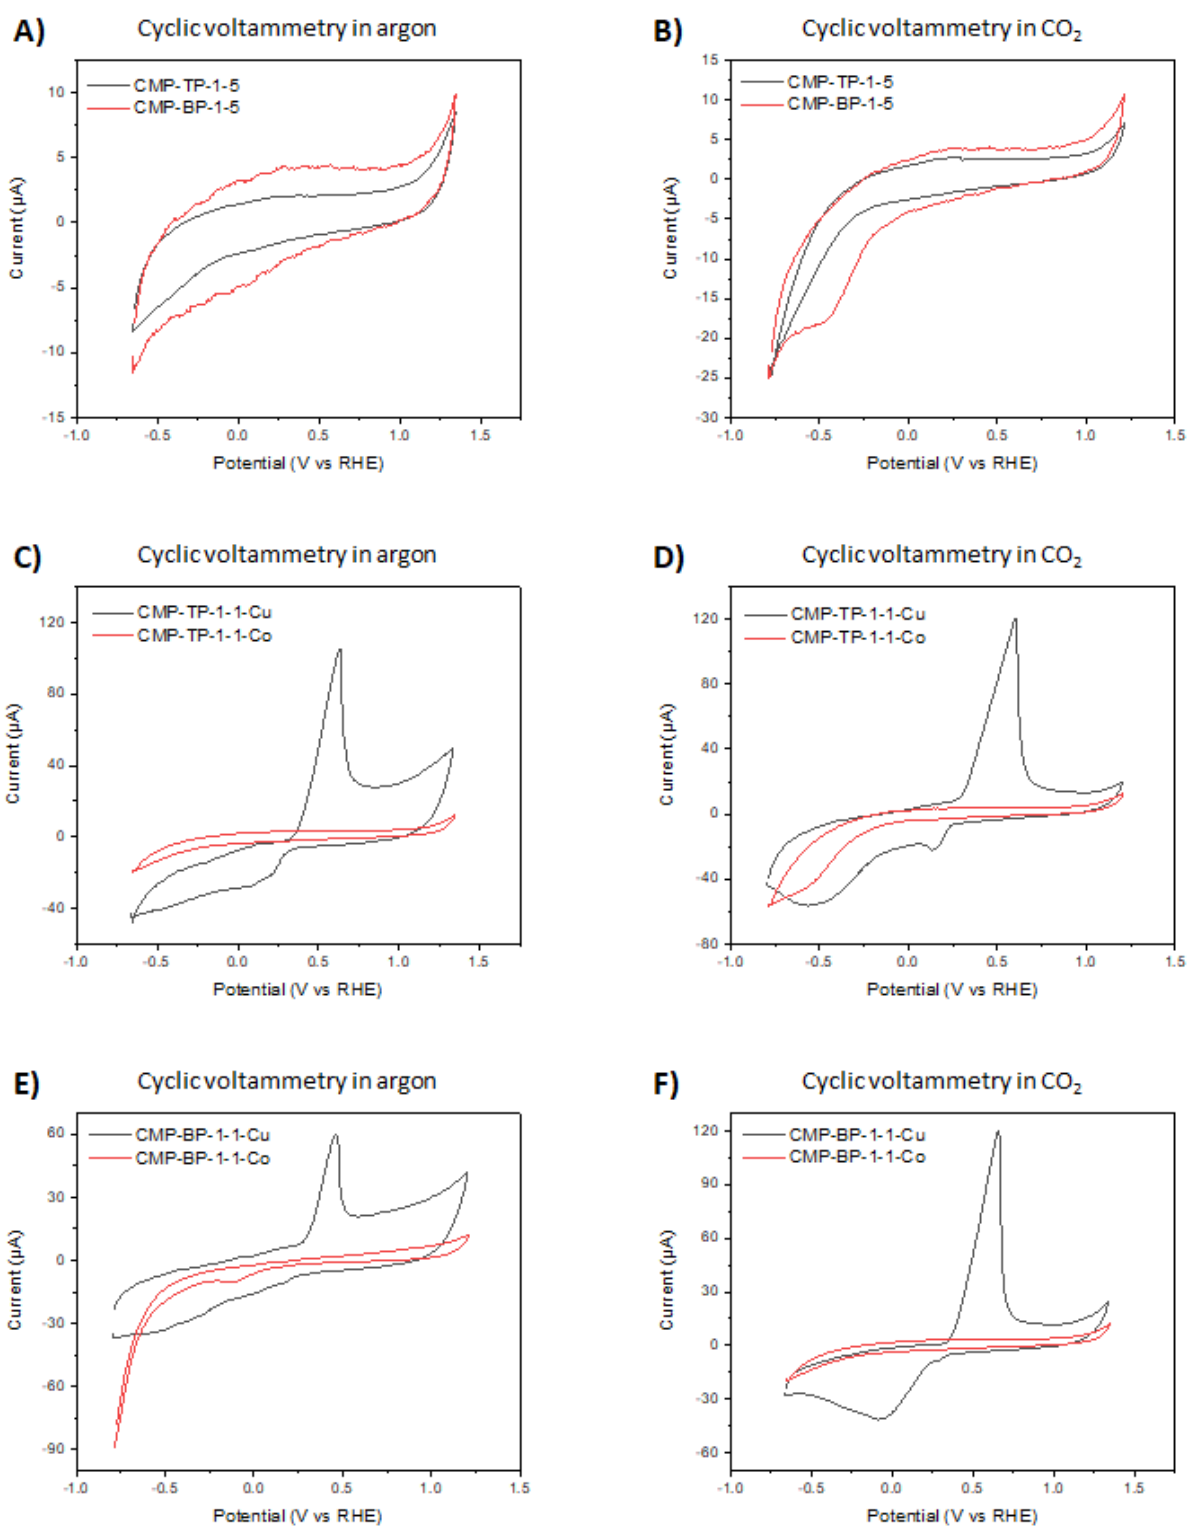 A) Cyclic voltammetry in argon
CMP-TP-1-5
CMP-BP-1-5
10
5
0
-5
-10
-15
-1.0 -0.5 0.0 0.5 1.0 1.5
Current (µA)
Potential (V vs RHE)
B) Cyclic voltammetry in CO₂
CMP-TP-1-5
CMP-BP-1-5
15
10
5
0
-5
-10
-15
-20
-25
-30
-1.0 -0.5 0.0 0.5 1.0 1.5
Current (µA)
Potential (V vs RHE)
C) Cyclic voltammetry in argon
CMP-TP-1-1-Cu
CMP-TP-1-1-Co
120
80
40
0
-40
-1.0 -0.5 0.0 0.5 1.0 1.5
Current (µA)
Potential (V vs RHE)
D) Cyclic voltammetry in CO₂
CMP-TP-1-1-Cu
CMP-TP-1-1-Co
120
80
40
0
-40
-80
-1.0 -0.5 0.0 0.5 1.0 1.5
Current (µA)
Potential (V vs RHE)
E) Cyclic voltammetry in argon
CMP-BP-1-1-Cu
CMP-BP-1-1-Co
60
30
0
-30
-60
-90
-1.0 -0.5 0.0 0.5 1.0 1.5
Current (µA)
Potential (V vs RHE)
F) Cyclic voltammetry in CO₂
CMP-BP-1-1-Cu
CMP-BP-1-1-Co
120
90
60
30
0
-30
-60
-1.0 -0.5 0.0 0.5 1.0 1.5
Current (µA)
Potential (V vs RHE)